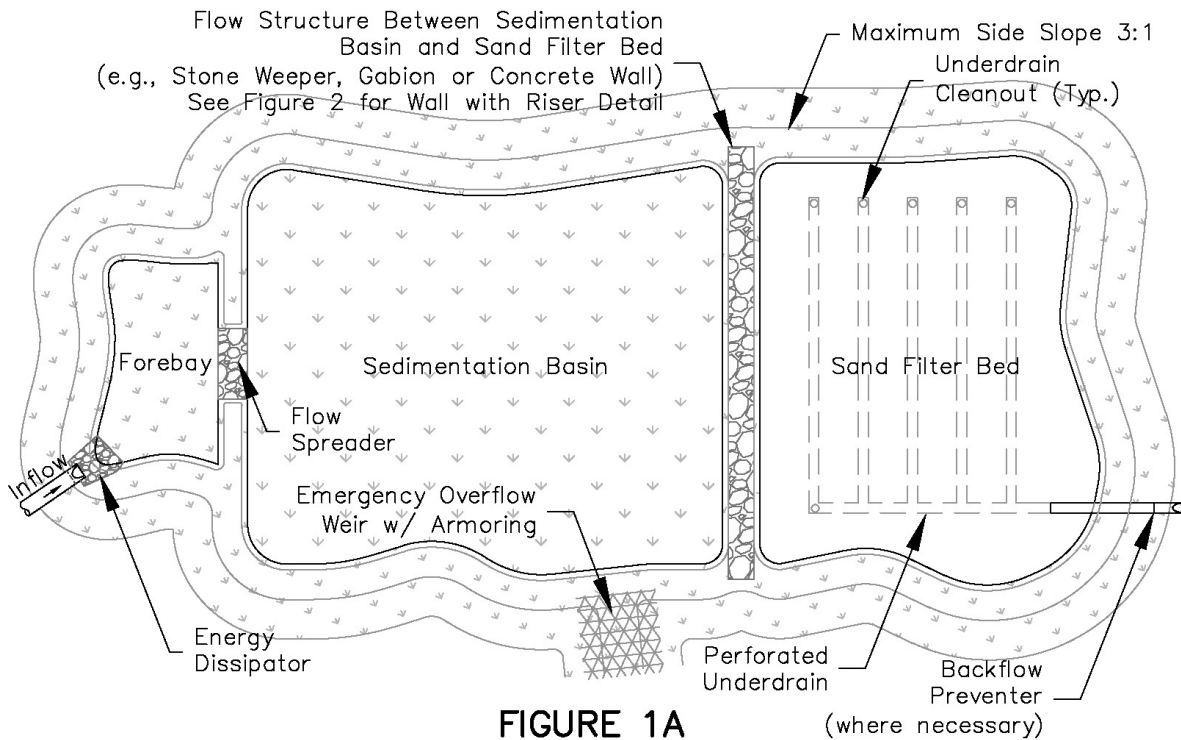 Flow Structure Between Sedimentation
Basin and Sand Filter Bed
(e.g., Stone Weeper, Gabion or Concrete Wall)
See Figure 2 for Wall with Riser Detail
Maximum Side Slope 3:1
Underdrain
Cleanout (Typ.)
Forebay
Sedimentation Basin
Sand Filter Bed
Flow
Spreader
Inflow
Emergency Overflow
Weir w/ Armoring
Energy
Dissipator
Perforated
Underdrain
Backflow
Preventer
(where necessary)
FIGURE 1A